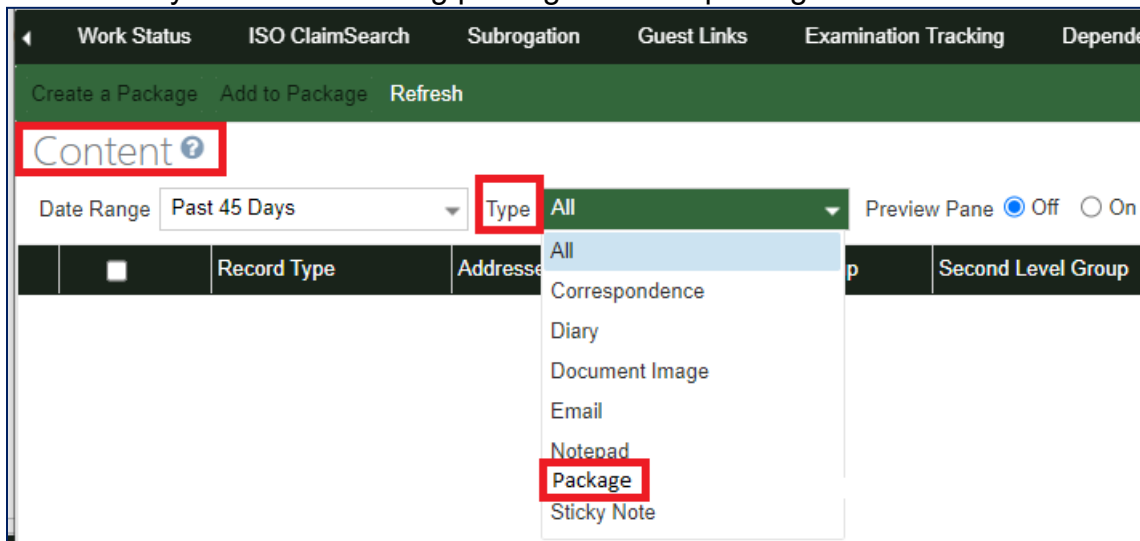 Work Status ISO ClaimSearch Subrogation Guest Links Examination Tracking
Create a Package Add to Package Refresh
Content ?
Date Range Past 45 Days Type All Preview Pane Off On
Record Type Second Level Group
All
Correspondence
Diary
Document Image
Email
Notepad
Package
Sticky Note